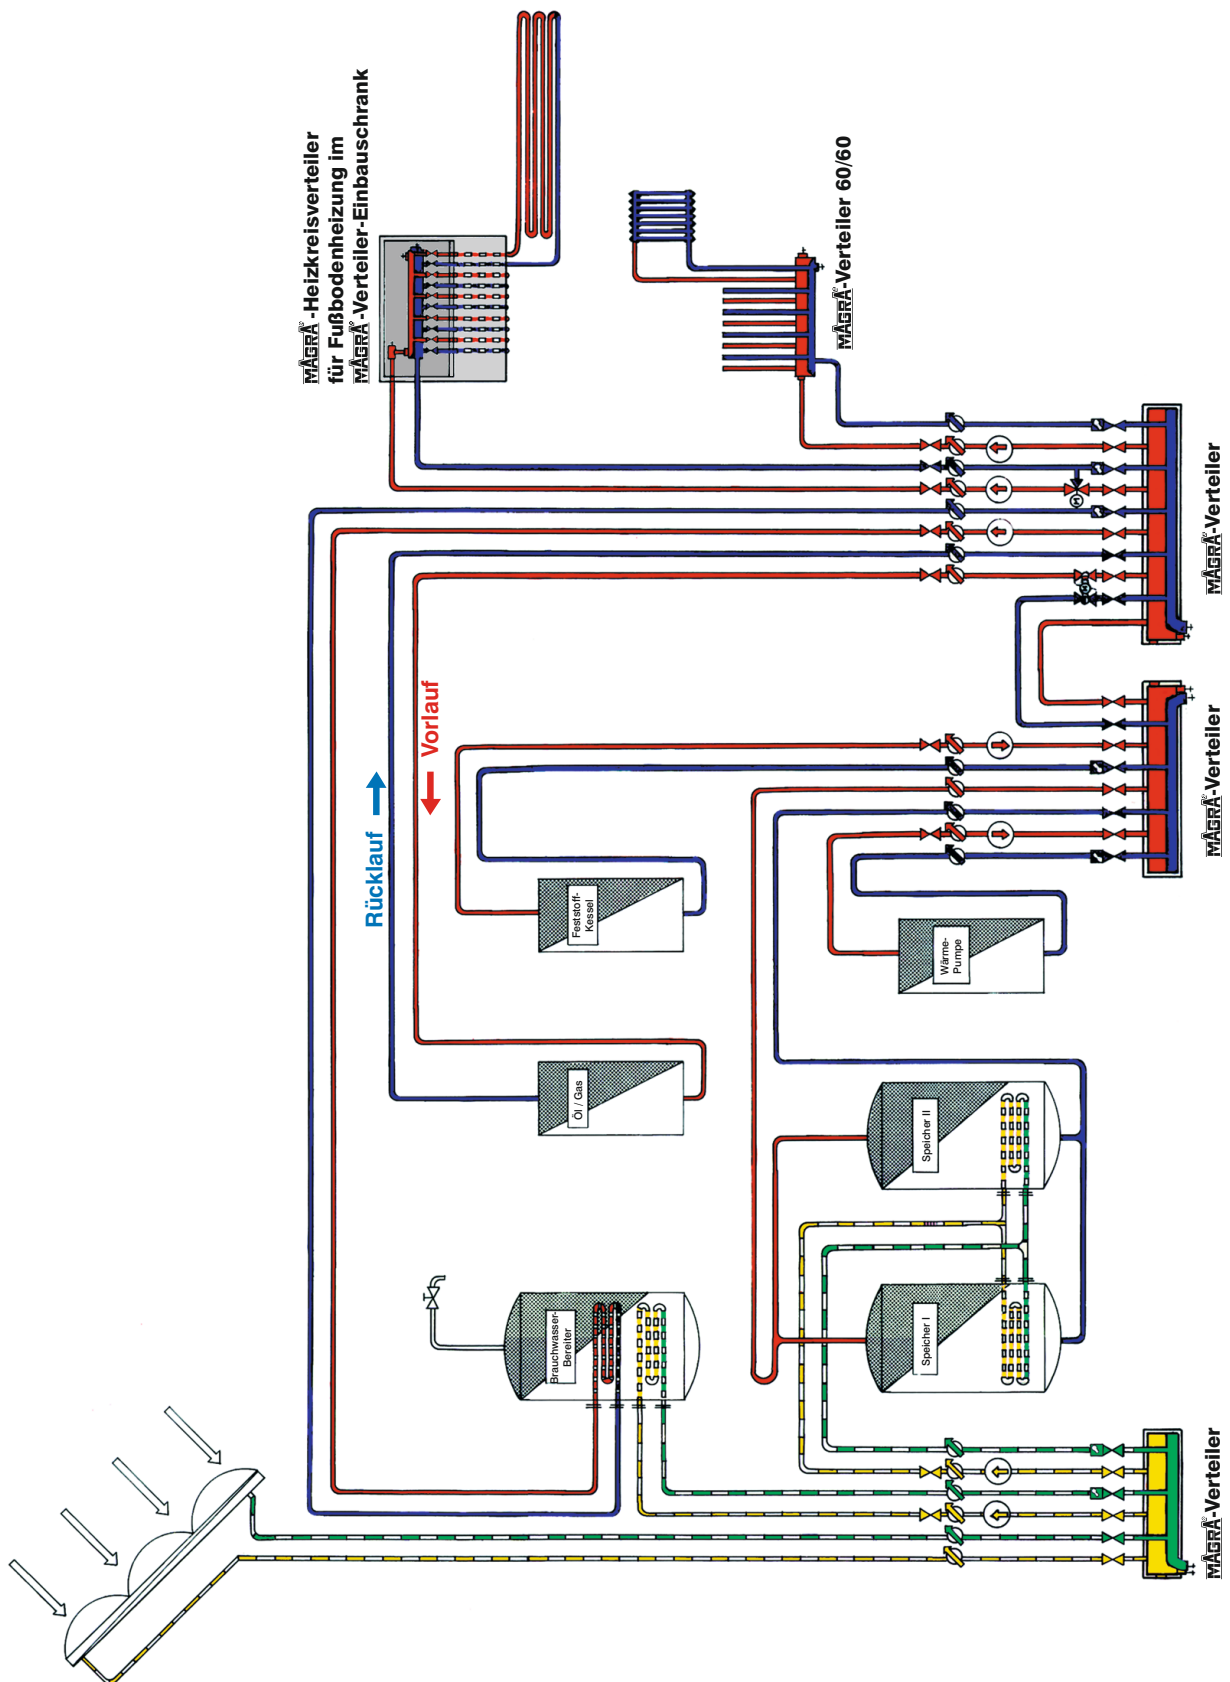 MAGRA-Heizkreisverteiler
für Fußbodenheizung im
MAGRA-Verteiler-Einbauschrank
MAGRA-Verteiler 60/60
Rücklauf
Vorlauf
Feststoff-
Kessel
Öl / Gas
Wärme-
Pumpe
Brauchwasser-
Bereiter
Speicher I
Speicher II
MAGRA-Verteiler
MAGRA-Verteiler
MAGRA-Verteiler
M
M